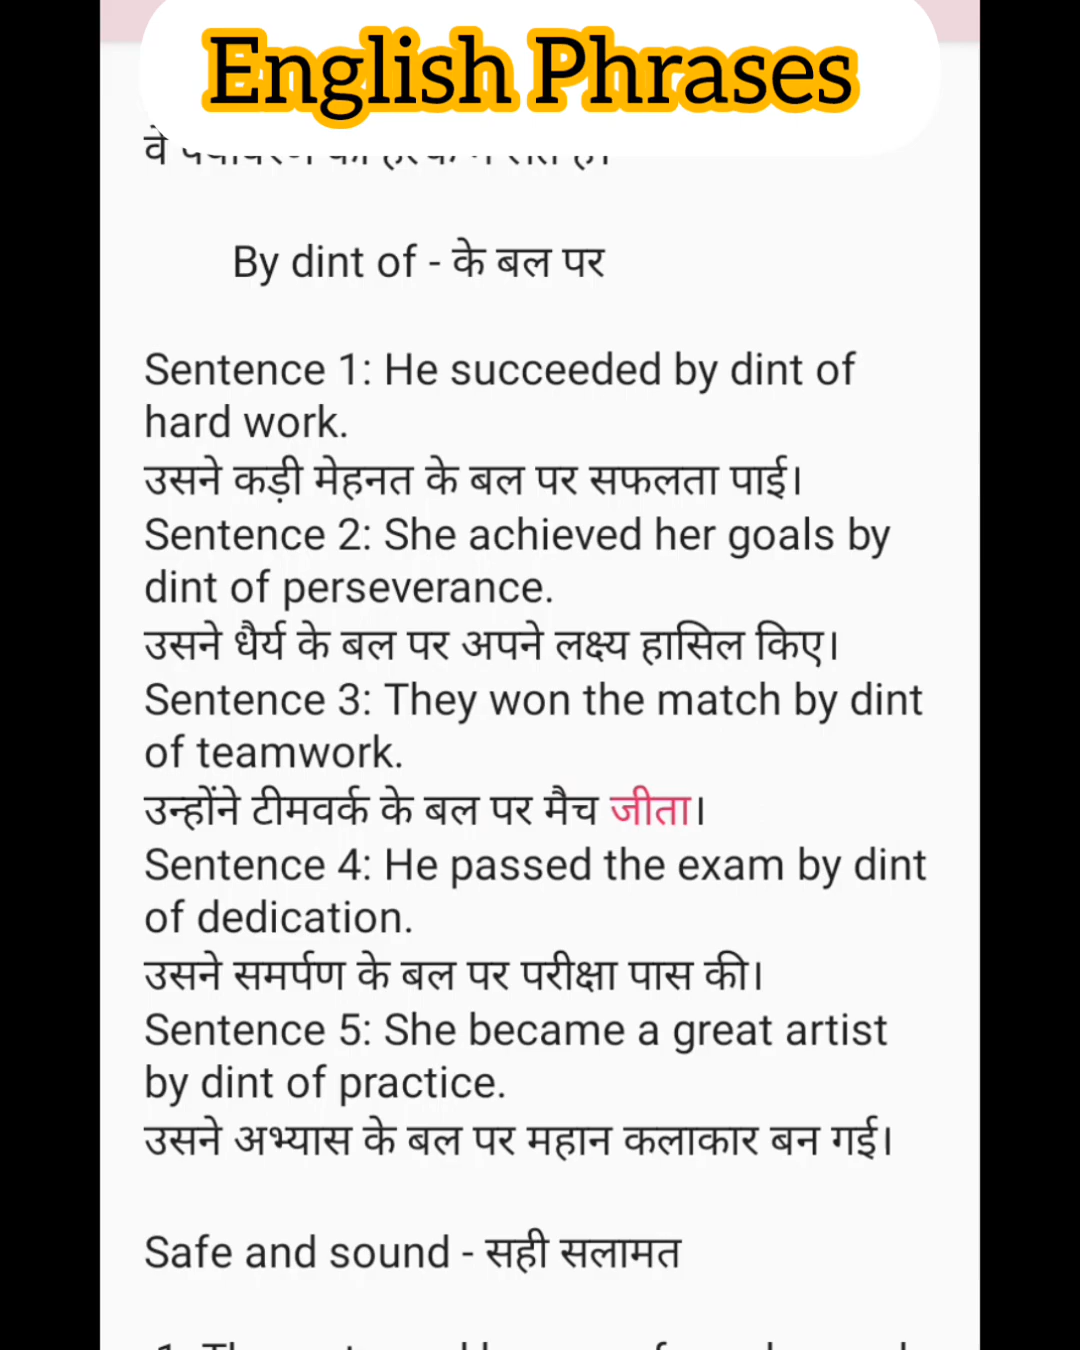 English Phrases
वे
By dint of - के बल पर
Sentence 1: He succeeded by dint of
hard work.
उसने कड़ी मेहनत के बल पर सफलता पाई।
Sentence 2: She achieved her goals by
dint of perseverance.
उसने धैर्य के बल पर अपने लक्ष्य हासिल किए।
Sentence 3: They won the match by dint
of teamwork.
उन्होंने टीमवर्क के बल पर मैच जीता।
Sentence 4: He passed the exam by dint
of dedication.
उसने समर्पण के बल पर परीक्षा पास की।
Sentence 5: She became a great artist
by dint of practice.
उसने अभ्यास के बल पर महान कलाकार बन गई।
Safe and sound - सही सलामत